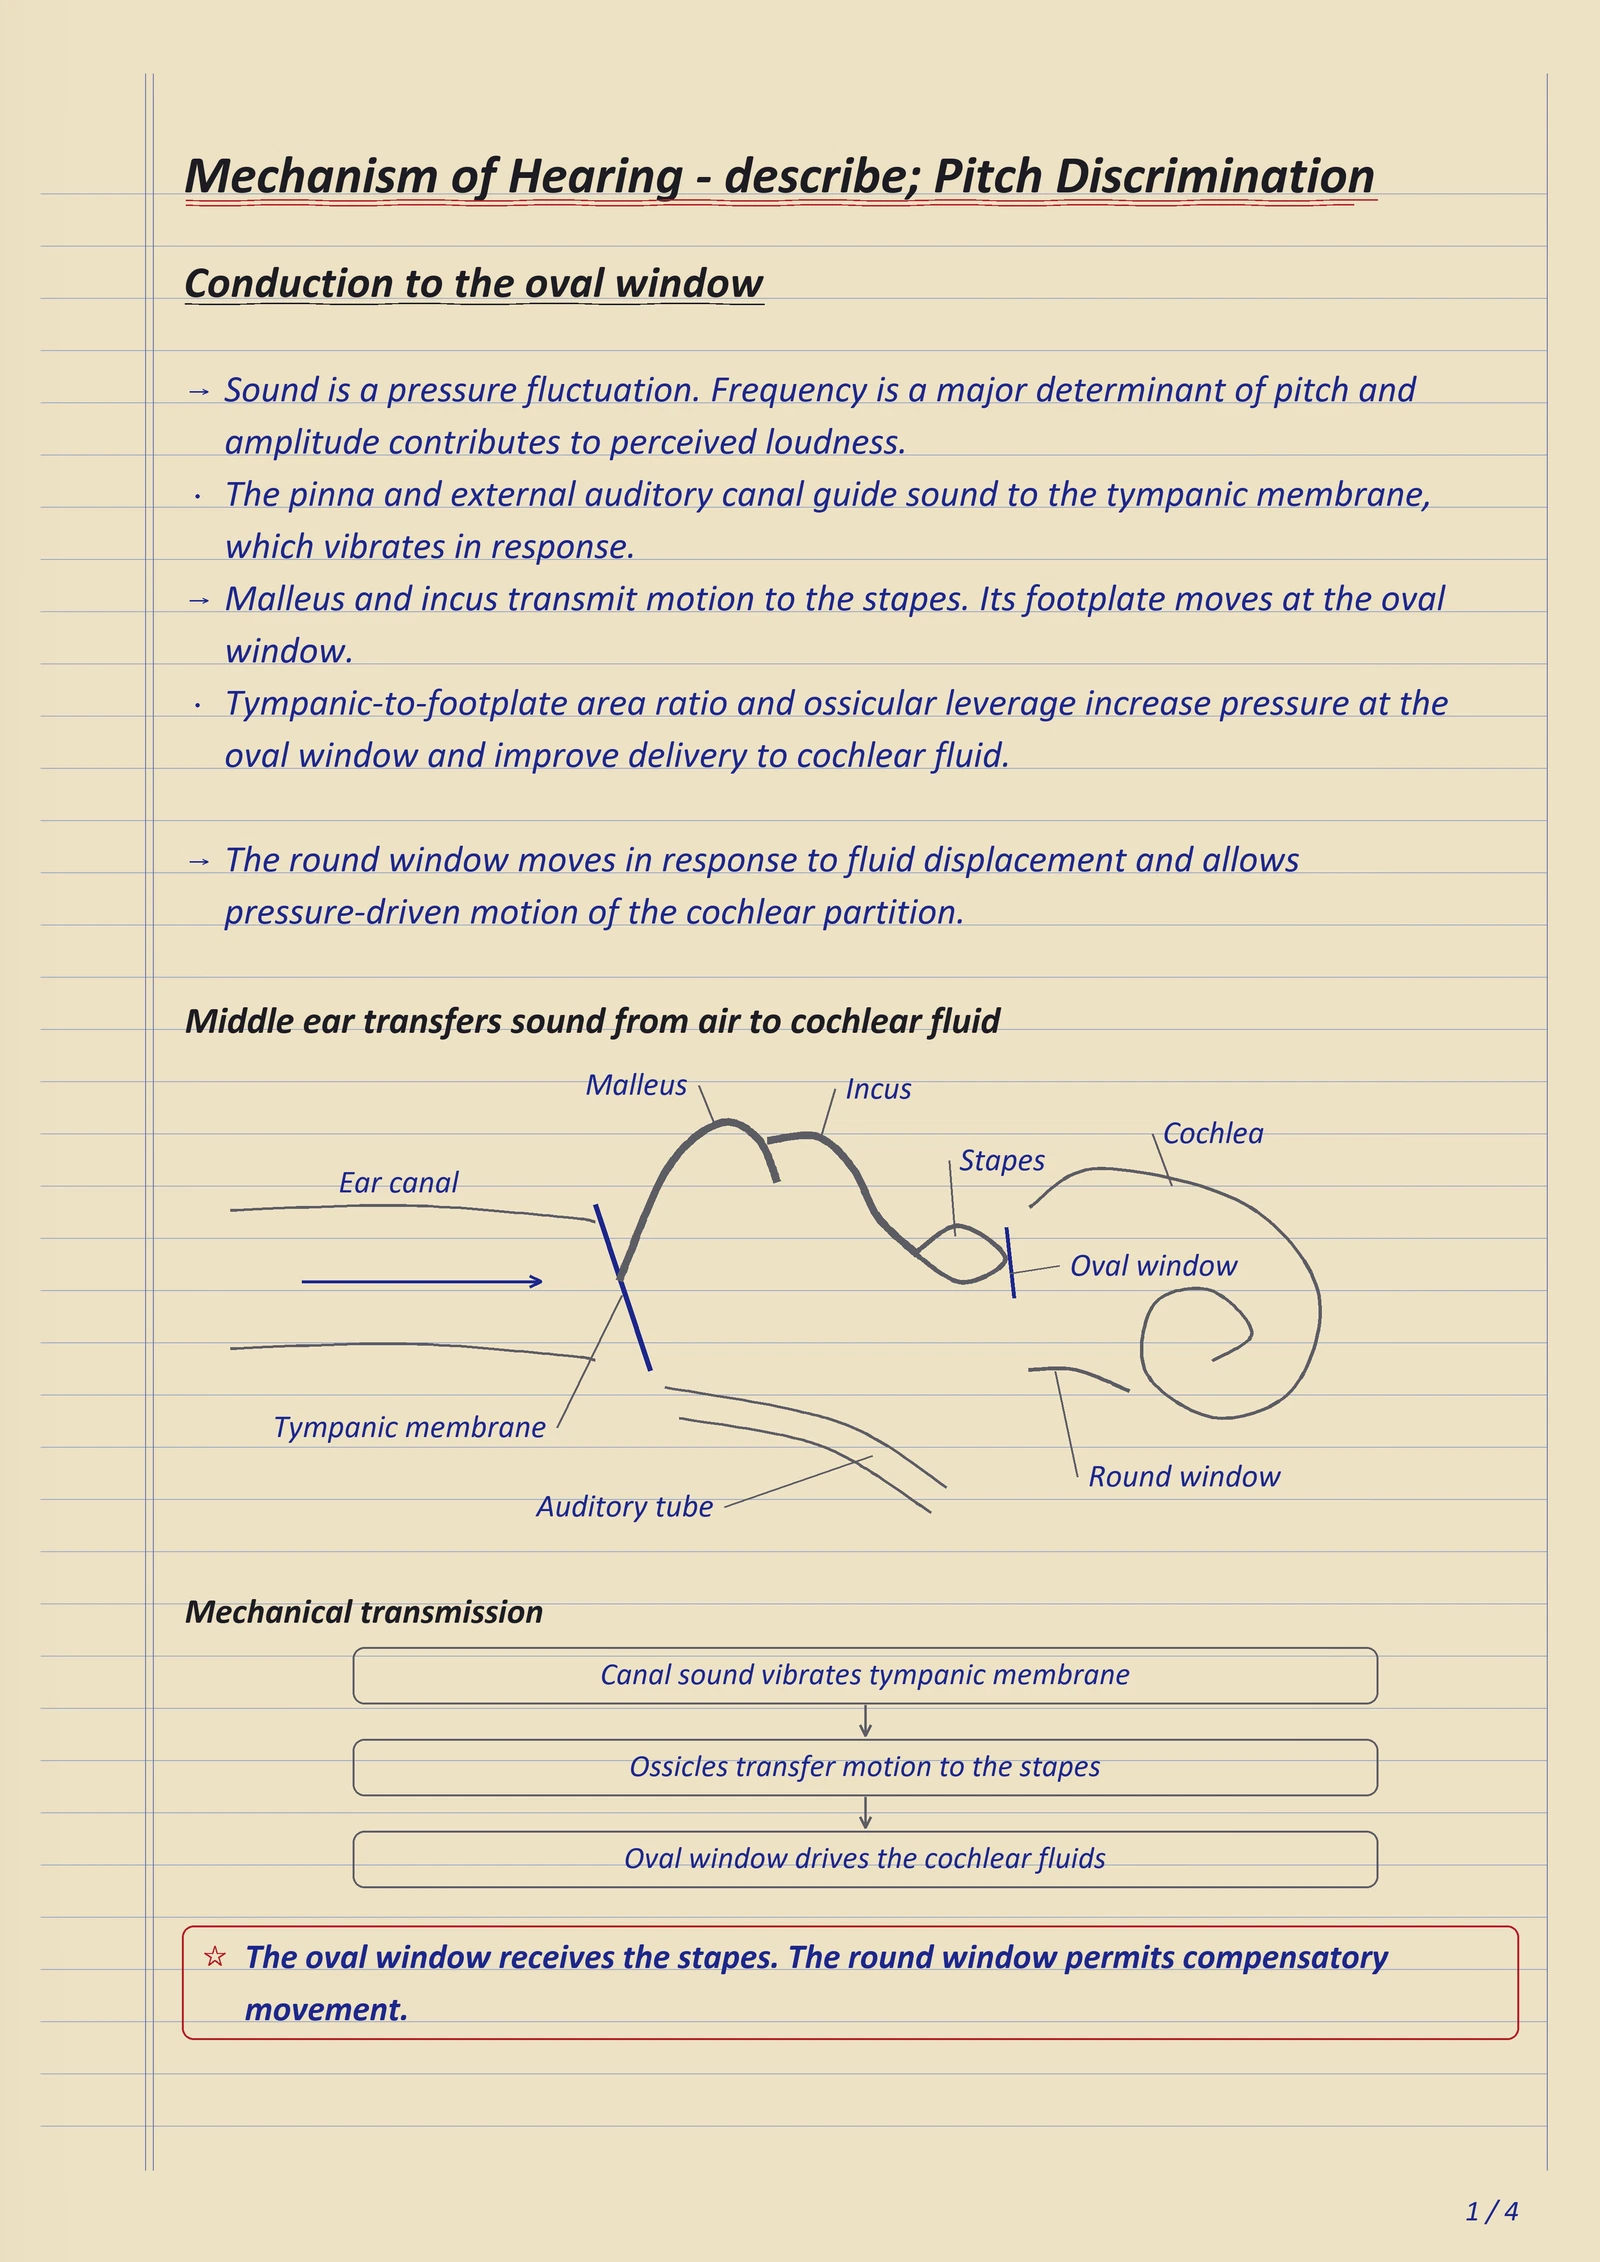 Mechanism of Hearing - describe; Pitch Discrimination
Conduction to the oval window
→ Sound is a pressure fluctuation. Frequency is a major determinant of pitch and
amplitude contributes to perceived loudness.
· The pinna and external auditory canal guide sound to the tympanic membrane,
which vibrates in response.
→ Malleus and incus transmit motion to the stapes. Its footplate moves at the oval
window.
· Tympanic-to-footplate area ratio and ossicular leverage increase pressure at the
oval window and improve delivery to cochlear fluid.
→ The round window moves in response to fluid displacement and allows
pressure-driven motion of the cochlear partition.
Middle ear transfers sound from air to cochlear fluid
Malleus
Incus
Cochlea
Stapes
Ear canal
Oval window
Tympanic membrane
Round window
Auditory tube
Mechanical transmission
Canal sound vibrates tympanic membrane
Ossicles transfer motion to the stapes
Oval window drives the cochlear fluids
☆ The oval window receives the stapes. The round window permits compensatory
movement.
1 / 4